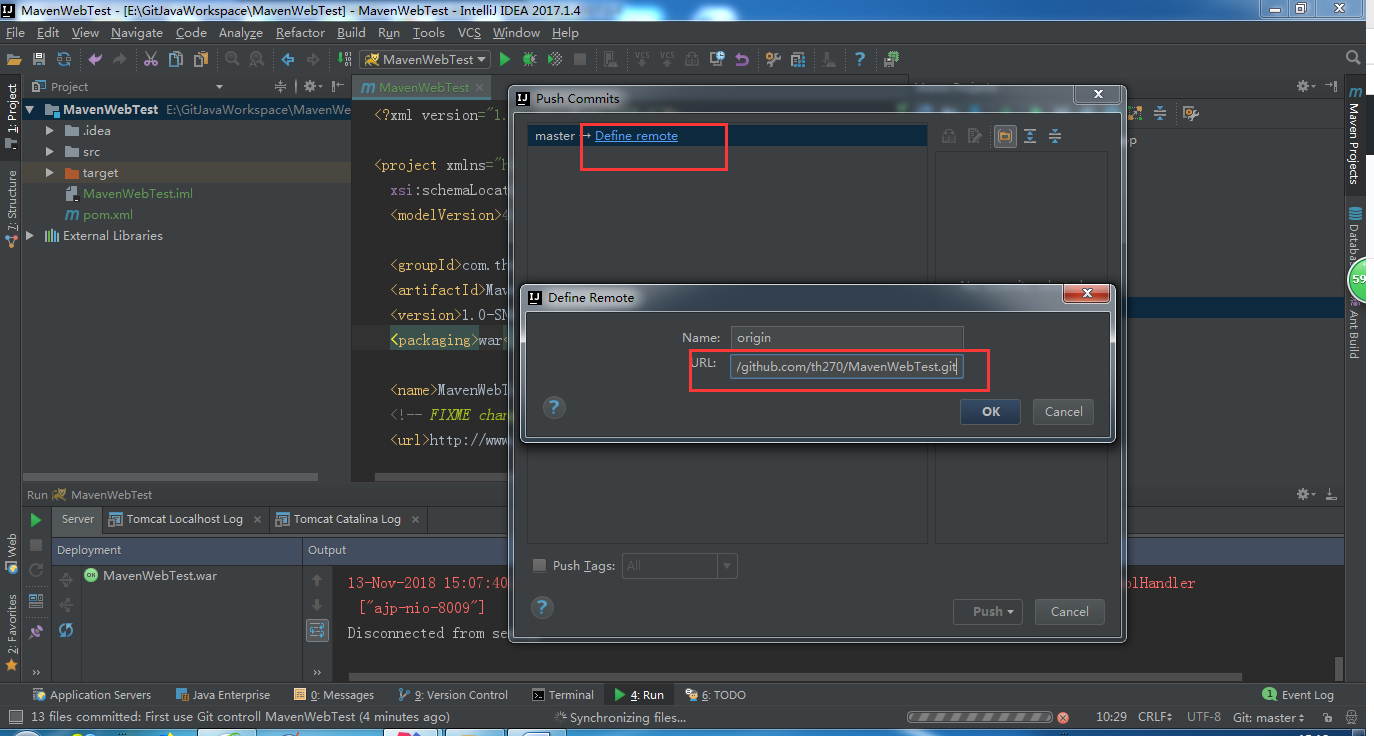 MavenWebTest - [E:\GitJavaWorkspace\MavenWebTest] - MavenWebTest - IntelliJ IDEA 2017.1.4
File Edit View Navigate Code Analyze Refactor Build Run Tools VCS Window Help
MavenWebTest
Project
MavenWebTest
1: Project
7: Structure
Web
2: Favorites
MavenWebTest E:\GitJavaWorkspace\MavenWe
.idea
src
target
MavenWebTest.iml
pom.xml
External Libraries
<?xml version="1.
<project xmlns="h
xsi:schemaLocat
<modelVersion>4
<groupId>com.th
<artifactId>Mav
<version>1.0-SN
<packaging>war<
<name>MavenWebT
<!-- FIXME chan
<url>http://www
Push Commits
master → Define remote
Define Remote
Name: origin
URL: /github.com/th270/MavenWebTest.git
OK Cancel
Push Tags: All
Push Cancel
Maven Projects
Databas
59
Ant Build
Run MavenWebTest
Server Tomcat Localhost Log Tomcat Catalina Log
Deployment Output
MavenWebTest.war
13-Nov-2018 15:07:40 olHandler
["ajp-nio-8009"]
Disconnected from se
Application Servers Java Enterprise 0: Messages 9: Version Control Terminal 4: Run 6: TODO 1 Event Log
13 files committed: First use Git controll MavenWebTest (4 minutes ago) Synchronizing files... 10:29 CRLF UTF-8 Git: master